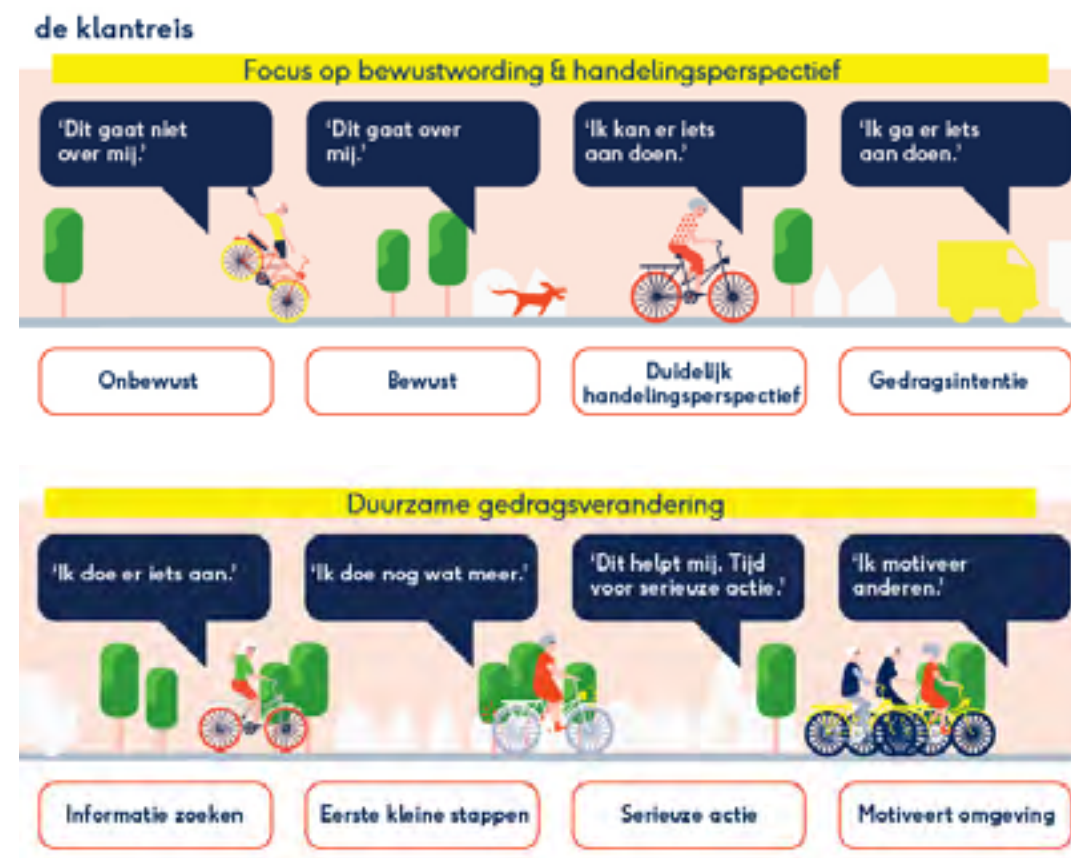 de klantreis
Focus op bewustwording & handelingsperspectief
'Dit gaat niet
over mij.'
'Dit gaat over
mij.'
'Ik kan er iets
aan doen.'
'Ik ga er iets
aan doen.'
Onbewust
Bewust
Duidelijk
handelingsperspectief
Gedragsintentie
Duurzame gedragsverandering
'Ik doe er iets aan.'
'Ik doe nog wat meer.'
'Dit helpt mij. Tijd
voor serieuze actie.'
'Ik motiveer
anderen.'
Informatie zoeken
Eerste kleine stappen
Serieuze actie
Motiveert omgeving